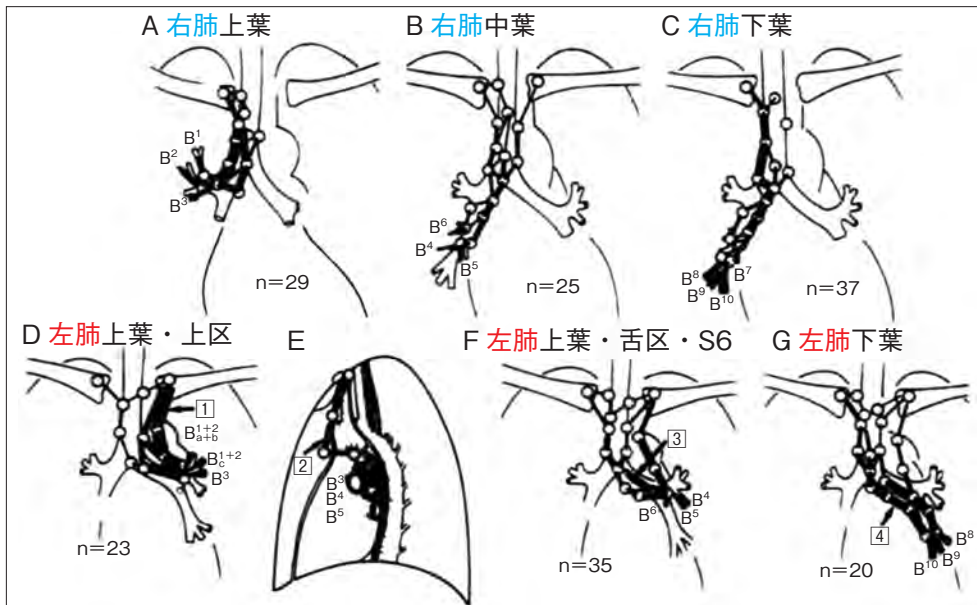 A 右肺上葉
B¹
B²
B³
n=29
B 右肺中葉
B⁶
B⁴
B⁵
n=25
C 右肺下葉
B⁷
B⁸
B⁹
B¹⁰
n=37
D 左肺上葉・上区
1
B¹⁺²a+b
B¹⁺²c
B³
n=23
E
2
B³
B⁴
B⁵
F 左肺上葉・舌区・S6
3
B⁴
B⁶
B⁵
n=35
G 左肺下葉
4
B⁸
B⁹
B¹⁰
n=20